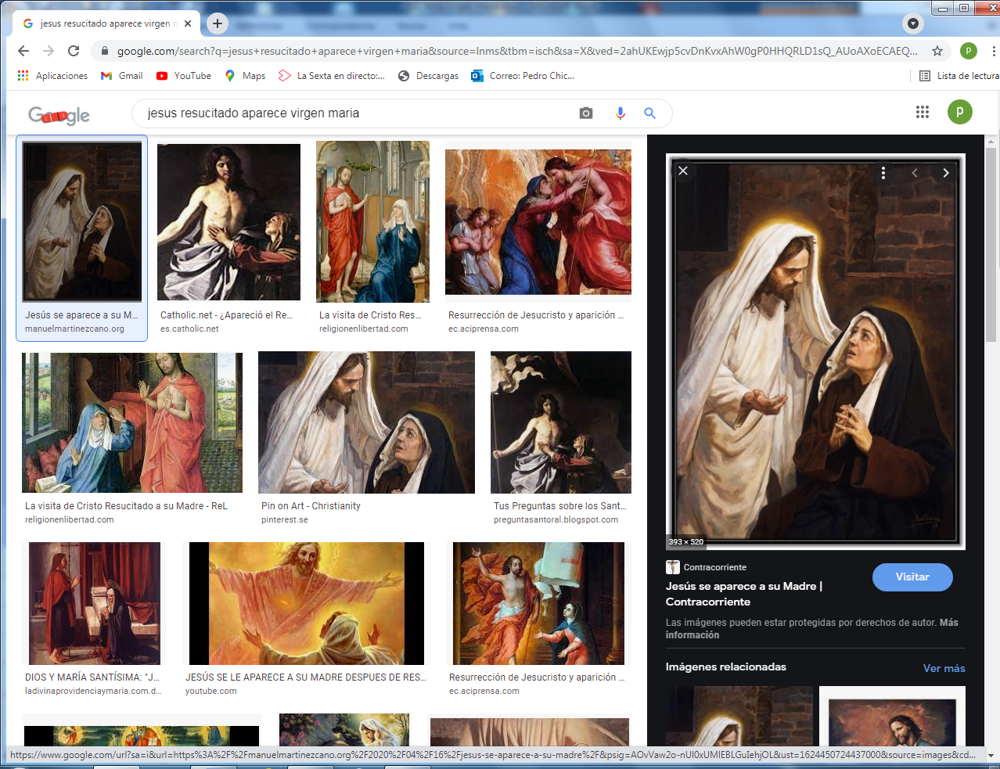 jesus resucitado aparece virgen n
google.com/search?q=jesus+resucitado+aparece+virgen+maria&source=lnms&tbm=isch&sa=X&ved=2ahUKEwjp5cvDnKvxAhW0gP0HHQRLD1sQ_AUoAXoECAEQ...
p
Aplicaciones
Gmail
YouTube
Maps
La Sexta en directo:...
Descargas
Correo: Pedro Chic...
Lista de lectura
Google
jesus resucitado aparece virgen maria
p
Jesús se aparece a su M...
manuelmartinezcano.org
Catholic.net - ¿Apareció el Re...
es.catholic.net
La visita de Cristo Res...
religionenlibertad.com
Resurrección de Jesucristo y aparición ...
ec.aciprensa.com
La visita de Cristo Resucitado a su Madre - ReL
religionenlibertad.com
Pin on Art - Christianity
pinterest.se
Tus Preguntas sobre los Sant...
preguntasantoral.blogspot.com
DIOS Y MARÍA SANTÍSIMA: "J...
ladivinaprovidenciaymaria.com.d...
JESÚS SE LE APARECE A SU MADRE DESPUES DE RES...
youtube.com
Resurrección de Jesucristo y aparición ...
ec.aciprensa.com
393 × 520
Contracorriente
Jesús se aparece a su Madre |
Contracorriente
Visitar
Las imágenes pueden estar protegidas por derechos de autor. Más
información
Imágenes relacionadas
Ver más
https://www.google.com/url?sa=i&url=https%3A%2F%2Fmanuelmartinezcano.org%2F2020%2F04%2F16%2Fjesus-se-aparece-a-su-madre%2F&psig=AOvVaw2o-nUI0xUMIEBLGuIehjOL&ust=1624450724437000&source=images&cd...